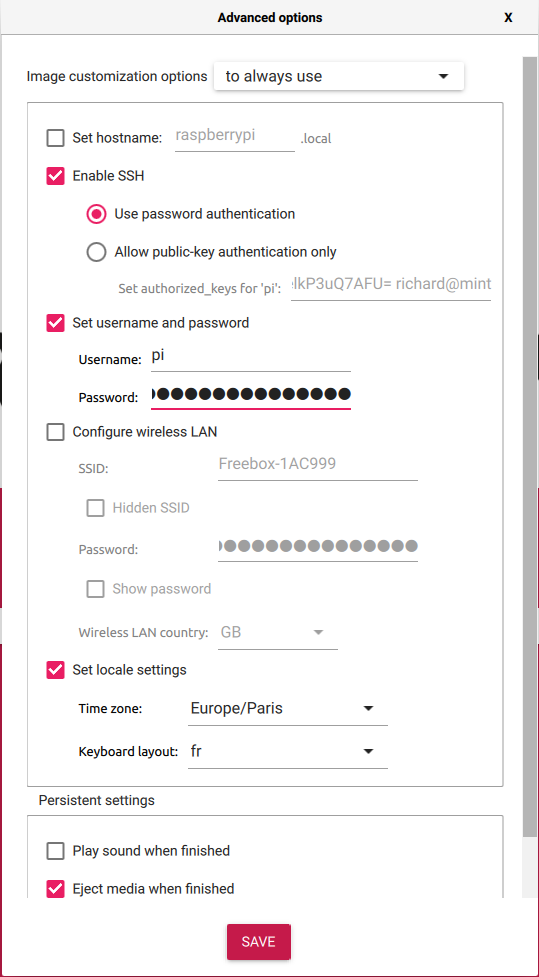 Advanced options X
Image customization options to always use
Set hostname: raspberrypi .local
Enable SSH
Use password authentication
Allow public-key authentication only
Set authorized_keys for 'pi': lkP3uQ7AFU= richard@mint
Set username and password
Username: pi
Password: ●●●●●●●●●●●●●●●
Configure wireless LAN
SSID: Freebox-1AC999
Hidden SSID
Password: ●●●●●●●●●●●●●●●
Show password
Wireless LAN country: GB
Set locale settings
Time zone: Europe/Paris
Keyboard layout: fr
Persistent settings
Play sound when finished
Eject media when finished
SAVE